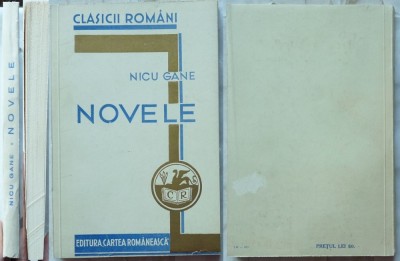 NICU GANE - NOVELE
CLASICII ROMÂNI
NICU GANE
NOVELE
CR
EDITURA CARTEA ROMÂNEASCĂ
PREȚUL LEI 60.